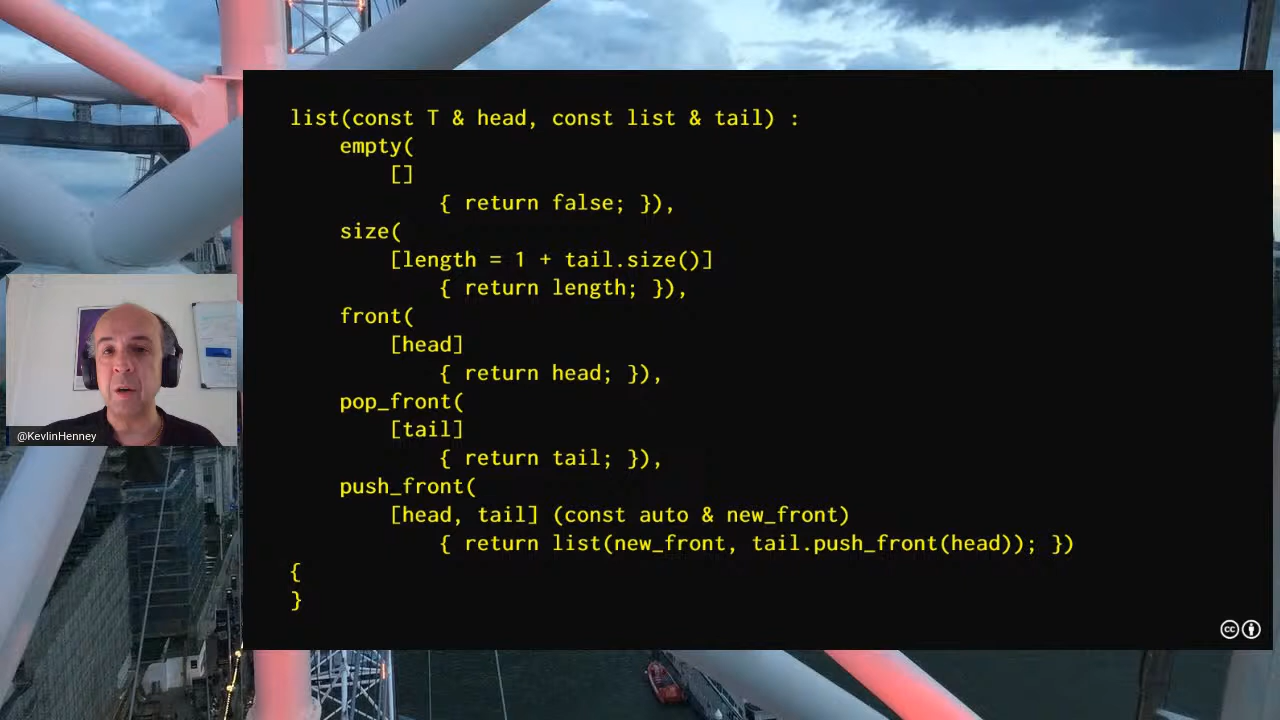 list(const T & head, const list & tail) :
    empty(
        []
            { return false; }),
    size(
        [length = 1 + tail.size()]
            { return length; }),
    front(
        [head]
            { return head; }),
    pop_front(
        [tail]
            { return tail; }),
    push_front(
        [head, tail] (const auto & new_front)
            { return list(new_front, tail.push_front(head)); })
{
}
@KevlinHenney
cc